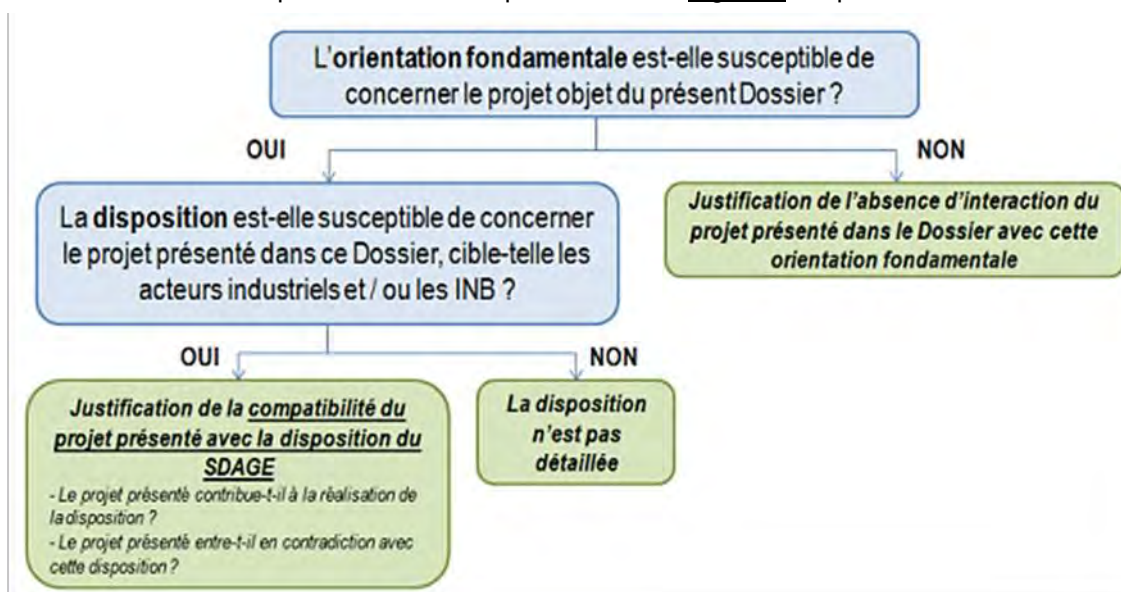 L'orientation fondamentale est-elle susceptible de
concerner le projet objet du présent Dossier ?
OUI
NON
La disposition est-elle susceptible de concerner
le projet présenté dans ce Dossier, cible-telle les
acteurs industriels et / ou les INB ?
Justification de l'absence d'interaction du
projet présenté dans le Dossier avec cette
orientation fondamentale
OUI
NON
Justification de la compatibilité du
projet présenté avec la disposition du
SDAGE
- Le projet présenté contribue-t-il à la réalisation de
la disposition ?
- Le projet présenté entre-t-il en contradiction avec
cette disposition ?
La disposition
n'est pas
détaillée